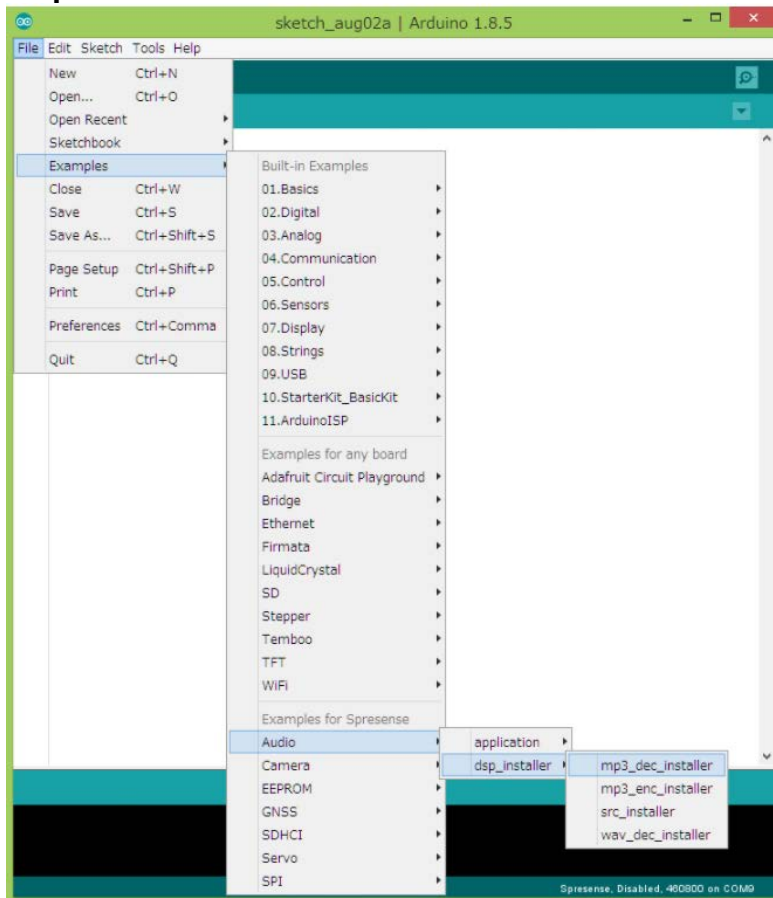 sketch_aug02a | Arduino 1.8.5
File Edit Sketch Tools Help
New Ctrl+N
Open... Ctrl+O
Open Recent
Sketchbook
Examples
Close Ctrl+W
Save Ctrl+S
Save As... Ctrl+Shift+S
Page Setup Ctrl+Shift+P
Print Ctrl+P
Preferences Ctrl+Comma
Quit Ctrl+Q
Built-in Examples
01.Basics
02.Digital
03.Analog
04.Communication
05.Control
06.Sensors
07.Display
08.Strings
09.USB
10.StarterKit_BasicKit
11.ArduinoISP
Examples for any board
Adafruit Circuit Playground
Bridge
Ethernet
Firmata
LiquidCrystal
SD
Stepper
Temboo
TFT
WiFi
Examples for Spresense
Audio
Camera
EEPROM
GNSS
SDHCI
Servo
SPI
application
dsp_installer
mp3_dec_installer
mp3_enc_installer
src_installer
wav_dec_installer
Spresense, Disabled, 460800 on COM9